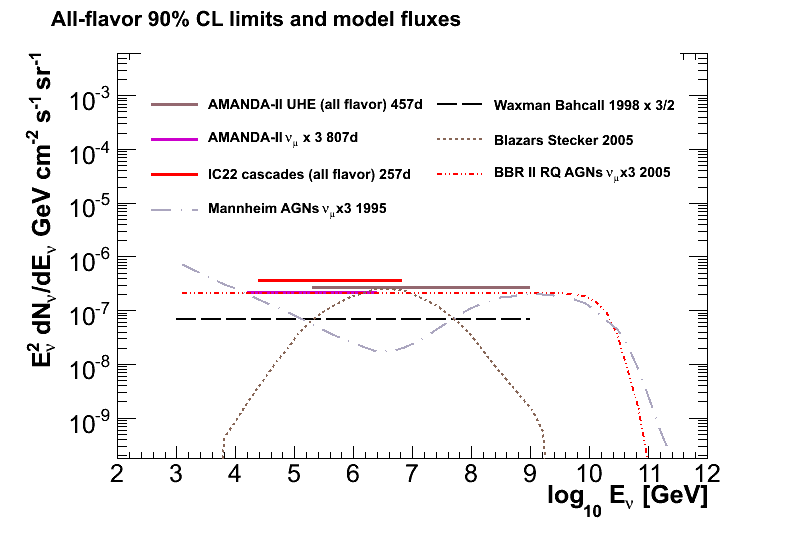 All-flavor 90% CL limits and model fluxes
E²ν dNν/dEν GeV cm⁻² s⁻¹ sr⁻¹
10⁻³
10⁻⁴
10⁻⁵
10⁻⁶
10⁻⁷
10⁻⁸
10⁻⁹
AMANDA-II UHE (all flavor) 457d
AMANDA-II νμ x 3 807d
IC22 cascades (all flavor) 257d
Mannheim AGNs νμx3 1995
Waxman Bahcall 1998 x 3/2
Blazars Stecker 2005
BBR II RQ AGNs νμx3 2005
2 3 4 5 6 7 8 9 10 11 12
log₁₀ Eν [GeV]